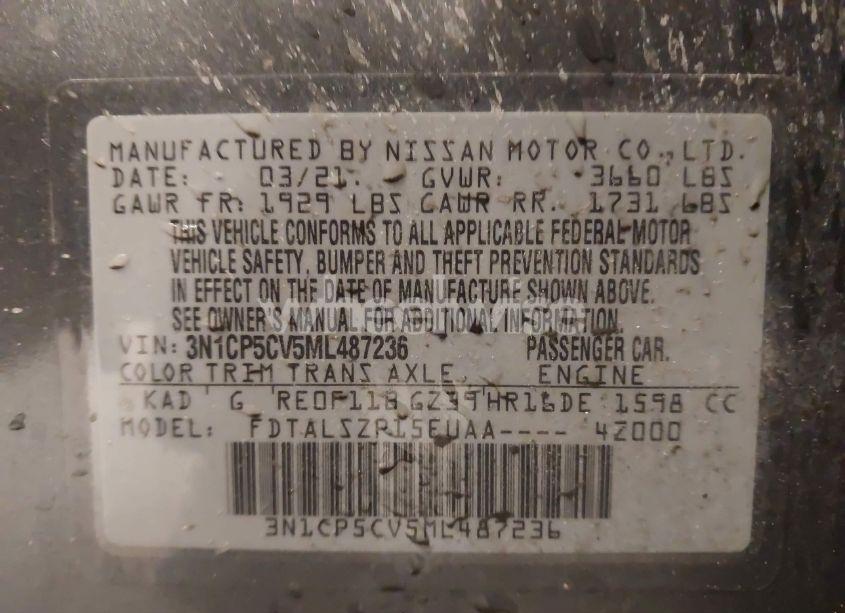 MANUFACTURED BY NISSAN MOTOR CO., LTD.
DATE: 03/21. GVWR: 3660 LBS
GAWR FR: 1929 LBS GAWR RR. 1731 LBS
THIS VEHICLE CONFORMS TO ALL APPLICABLE FEDERAL MOTOR
VEHICLE SAFETY, BUMPER AND THEFT PREVENTION STANDARDS
IN EFFECT ON THE DATE OF MANUFACTURE SHOWN ABOVE.
SEE OWNER'S MANUAL FOR ADDITIONAL INFORMATION.
VIN: 3N1CP5CV5ML487236 PASSENGER CAR.
COLOR TRIM TRANS AXLE ENGINE
KAD G RE0F11B GZ39 HR16DE 1598 CC
MODEL: FDTALSZP15EUAA---- 42000
3N1CP5CV5ML487236